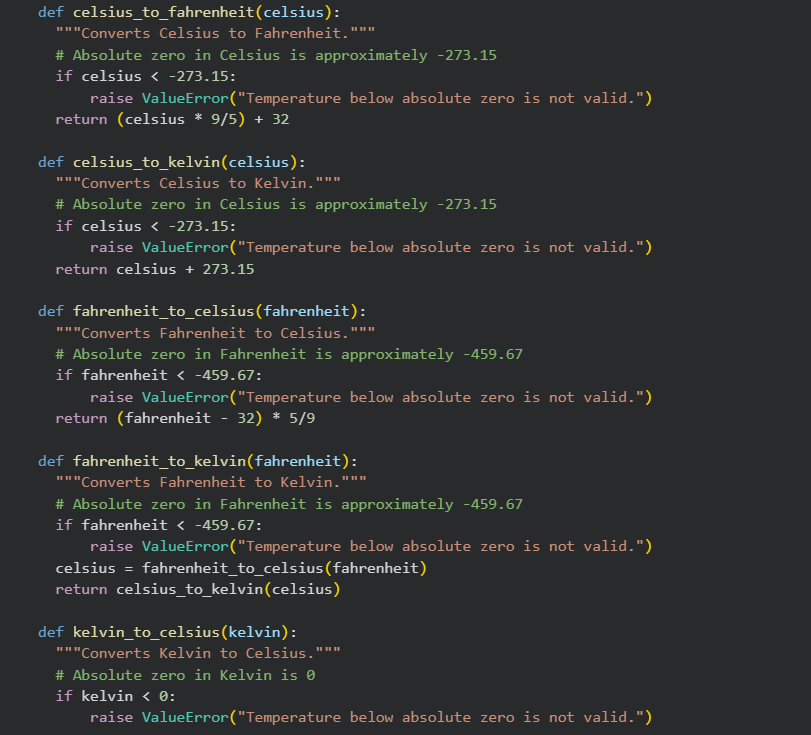 def celsius_to_fahrenheit(celsius):
  """Converts Celsius to Fahrenheit."""
  # Absolute zero in Celsius is approximately -273.15
  if celsius < -273.15:
      raise ValueError("Temperature below absolute zero is not valid.")
  return (celsius * 9/5) + 32

def celsius_to_kelvin(celsius):
  """Converts Celsius to Kelvin."""
  # Absolute zero in Celsius is approximately -273.15
  if celsius < -273.15:
      raise ValueError("Temperature below absolute zero is not valid.")
  return celsius + 273.15

def fahrenheit_to_celsius(fahrenheit):
  """Converts Fahrenheit to Celsius."""
  # Absolute zero in Fahrenheit is approximately -459.67
  if fahrenheit < -459.67:
      raise ValueError("Temperature below absolute zero is not valid.")
  return (fahrenheit - 32) * 5/9

def fahrenheit_to_kelvin(fahrenheit):
  """Converts Fahrenheit to Kelvin."""
  # Absolute zero in Fahrenheit is approximately -459.67
  if fahrenheit < -459.67:
      raise ValueError("Temperature below absolute zero is not valid.")
  celsius = fahrenheit_to_celsius(fahrenheit)
  return celsius_to_kelvin(celsius)

def kelvin_to_celsius(kelvin):
  """Converts Kelvin to Celsius."""
  # Absolute zero in Kelvin is 0
  if kelvin < 0:
      raise ValueError("Temperature below absolute zero is not valid.")